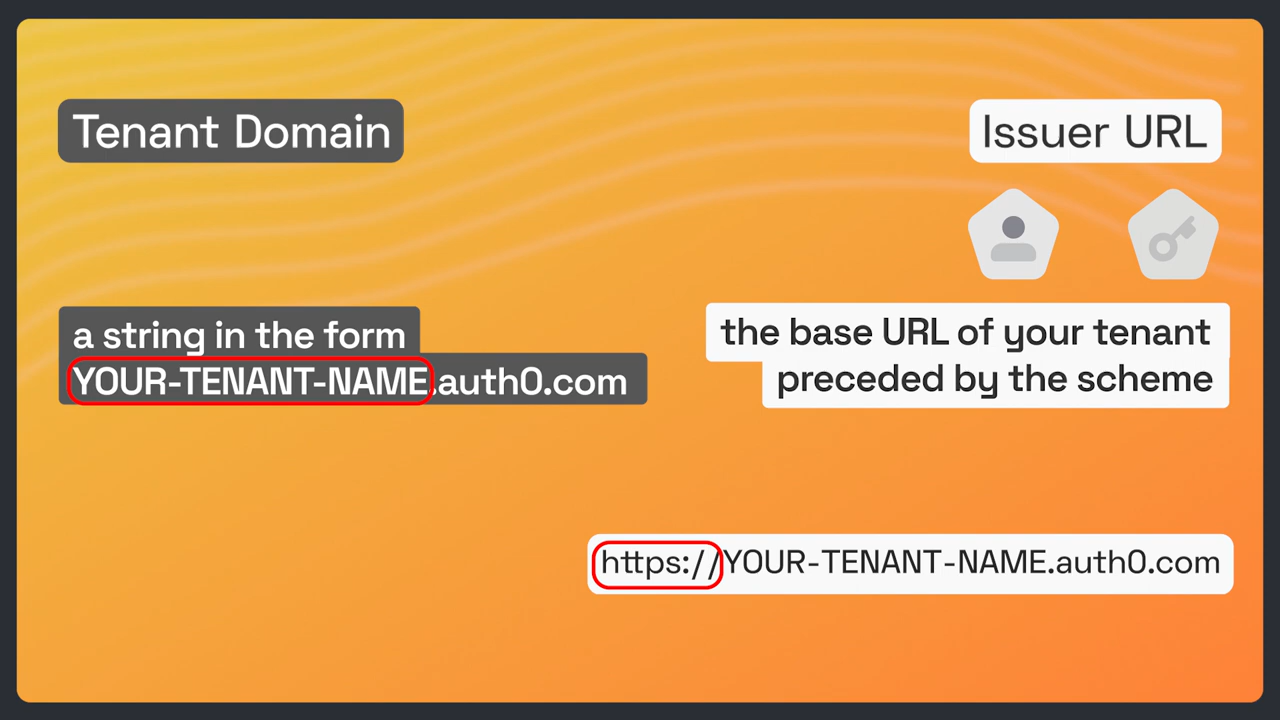 Tenant Domain
Issuer URL
a string in the form
YOUR-TENANT-NAME.auth0.com
the base URL of your tenant
preceded by the scheme
https://YOUR-TENANT-NAME.auth0.com